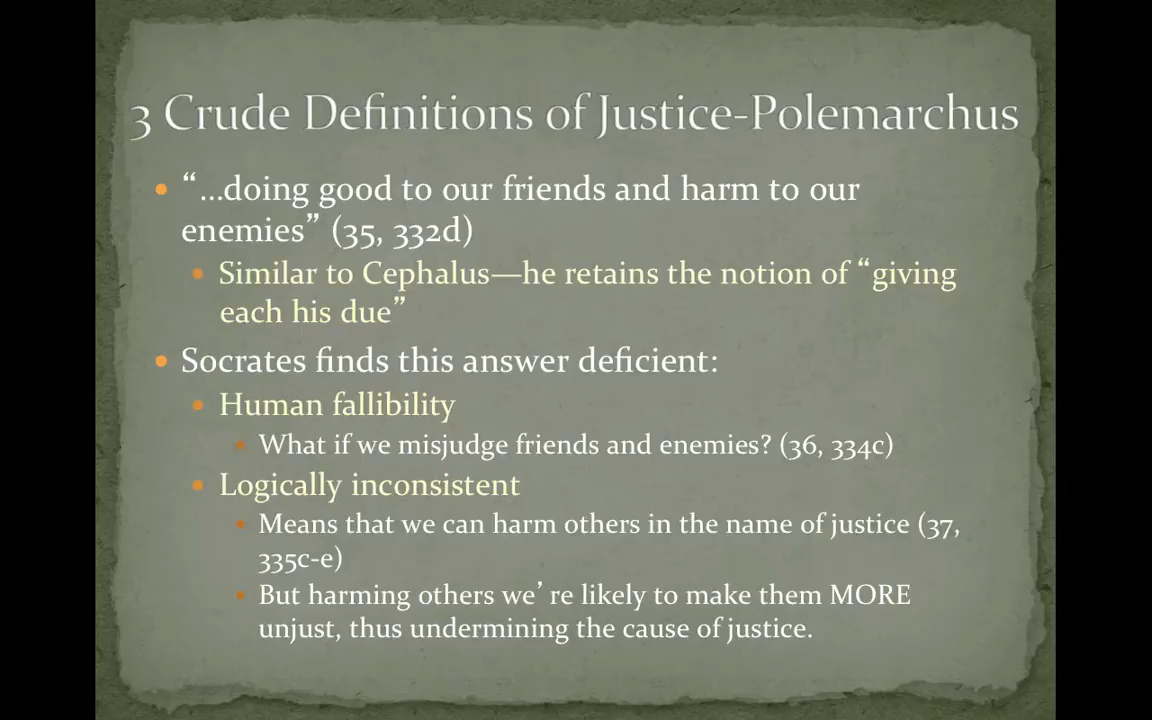 3 Crude Definitions of Justice-Polemarchus
• “…doing good to our friends and harm to our
enemies” (35, 332d)
• Similar to Cephalus—he retains the notion of “giving
each his due”
• Socrates finds this answer deficient:
• Human fallibility
• What if we misjudge friends and enemies? (36, 334c)
• Logically inconsistent
• Means that we can harm others in the name of justice (37,
335c-e)
• But harming others we’ re likely to make them MORE
unjust, thus undermining the cause of justice.